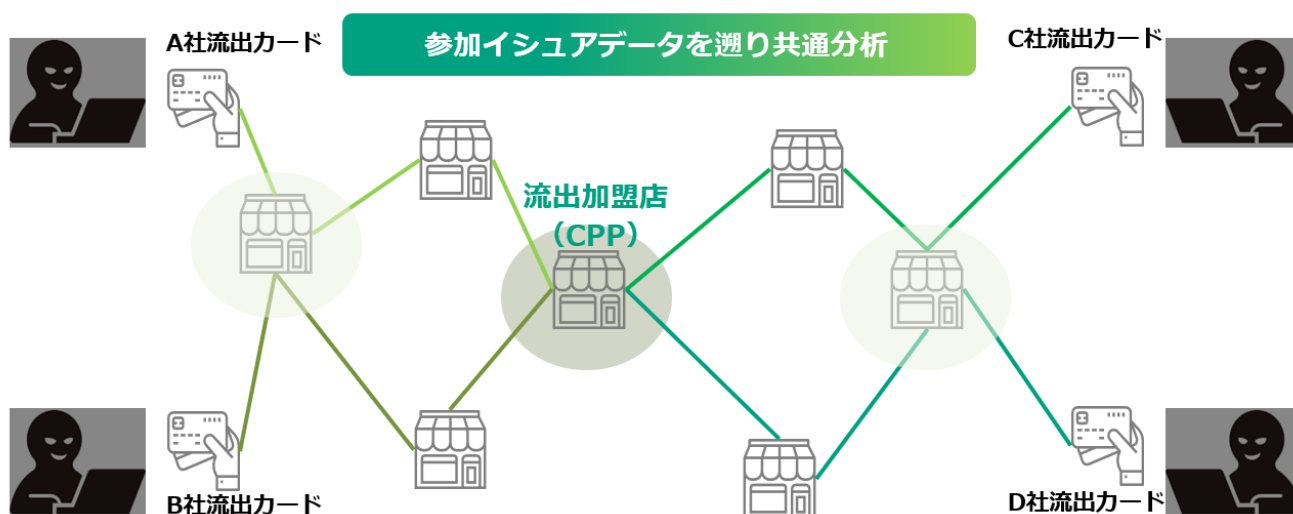 A社流出カード
参加イシュアデータを遡り共通分析
C社流出カード
流出加盟店
（CPP）
B社流出カード
D社流出カード